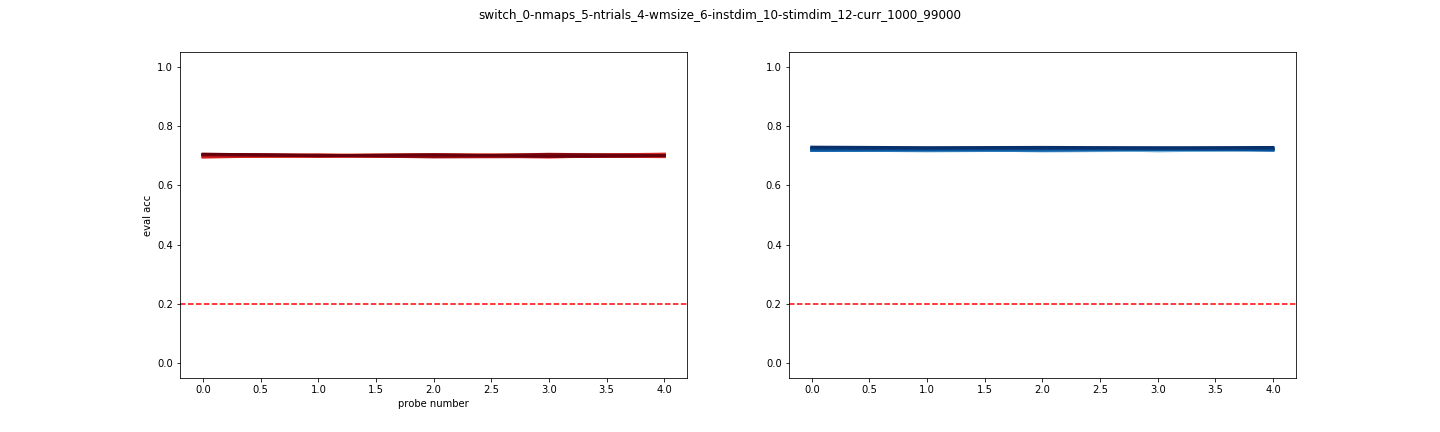 switch_0-nmaps_5-ntrials_4-wmsize_6-instdim_10-stimdim_12-curr_1000_99000
1.0
0.8
0.6
0.4
0.2
0.0
eval acc
0.0 0.5 1.0 1.5 2.0 2.5 3.0 3.5 4.0
probe number
1.0
0.8
0.6
0.4
0.2
0.0
0.0 0.5 1.0 1.5 2.0 2.5 3.0 3.5 4.0